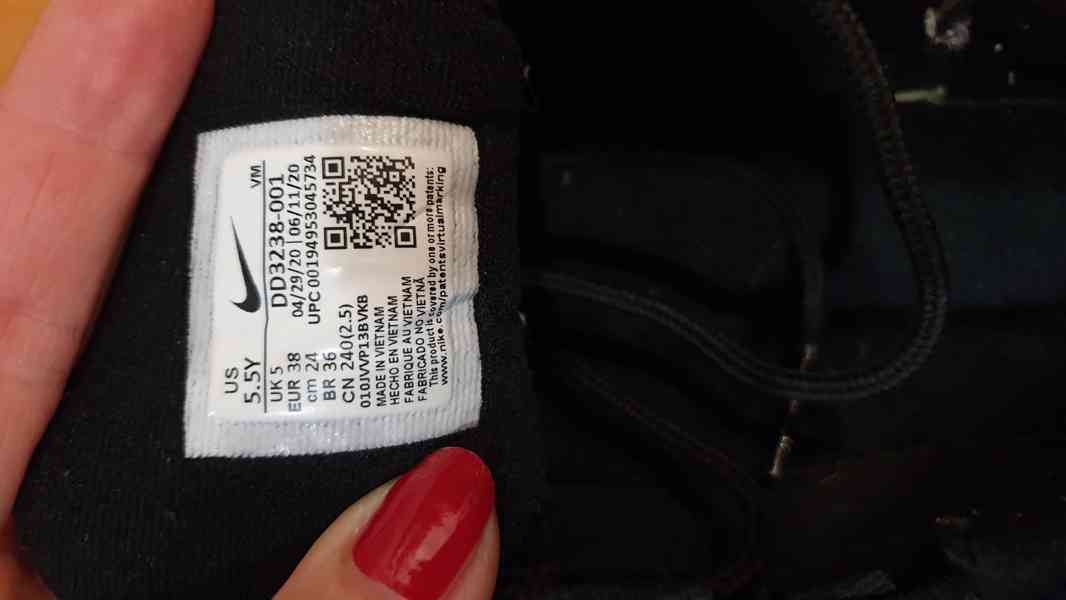 US
5.5Y
VM
UK 5
EUR 38
cm 24
BR 36
CN 240(2.5)
DD3238-001
04/29/20 | 06/11/20
UPC 00194953045734
010JVVP13BVKB
MADE IN VIETNAM
HECHO EN VIETNAM
FABRIQUE AU VIETNAM
FABRICADO NO VIETNÃ
This product is covered by one or more patents:
www.nike.com/patentsvirtualmarking